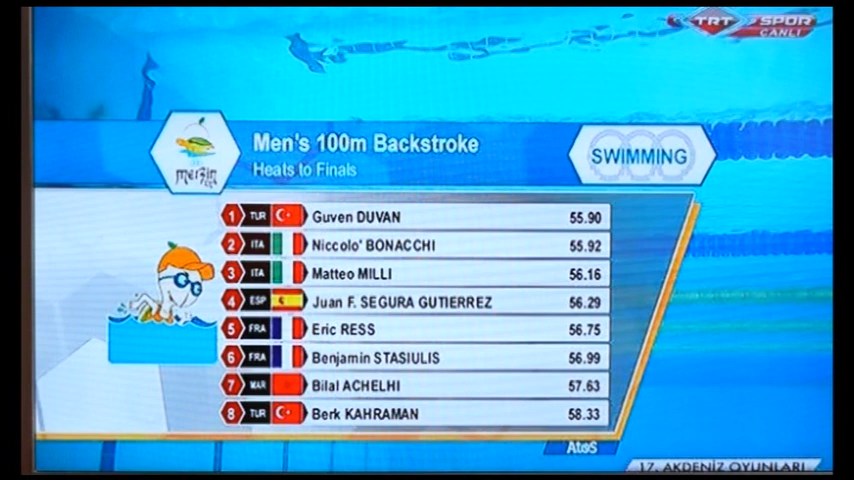 TRT SPOR
CANLI
Men's 100m Backstroke
Heats to Finals
SWIMMING
mersin
1 TUR Guven DUVAN 55.90
2 ITA Niccolo' BONACCHI 55.92
3 ITA Matteo MILLI 56.16
4 ESP Juan F. SEGURA GUTIERREZ 56.29
5 FRA Eric RESS 56.75
6 FRA Benjamin STASIULIS 56.99
7 MAR Bilal ACHELHI 57.63
8 TUR Berk KAHRAMAN 58.33
AtoS
17. AKDENİZ OYUNLARI